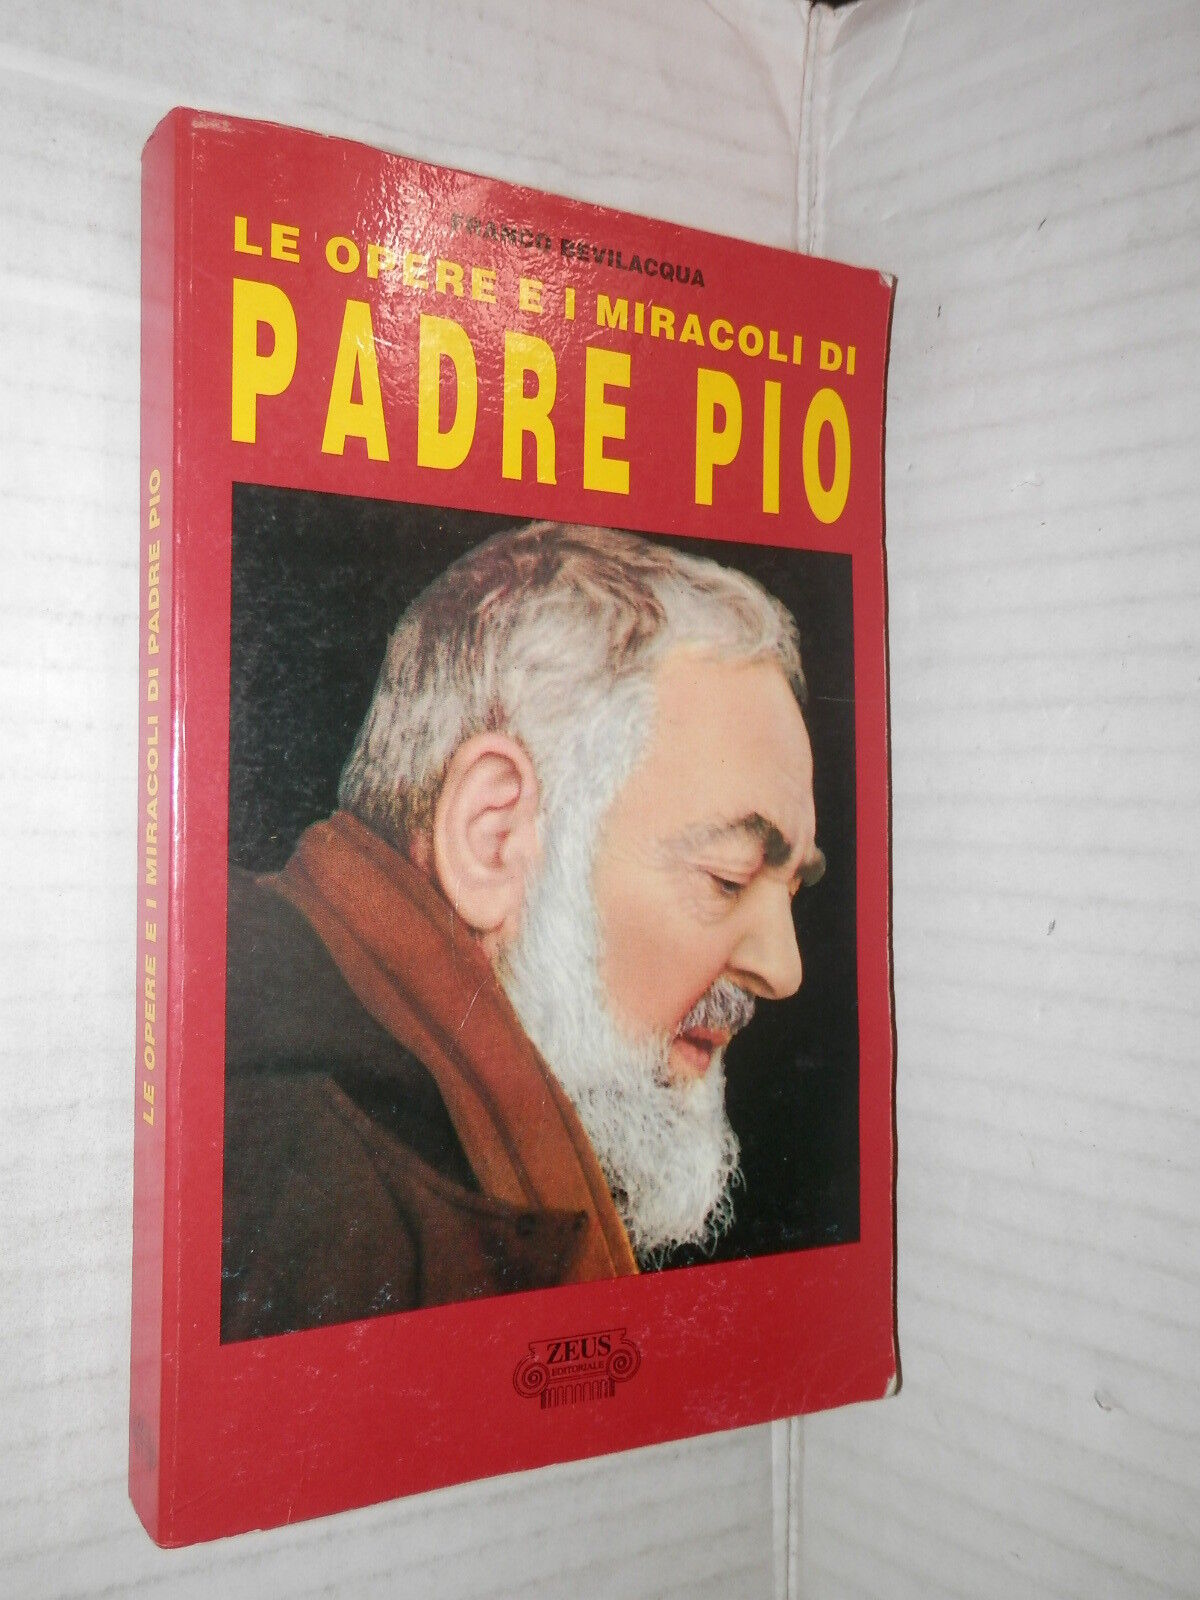 FRANCO BEVILACQUA
LE OPERE E I MIRACOLI DI
PADRE PIO
LE OPERE E I MIRACOLI DI PADRE PIO
ZEUS
EDITORIALE